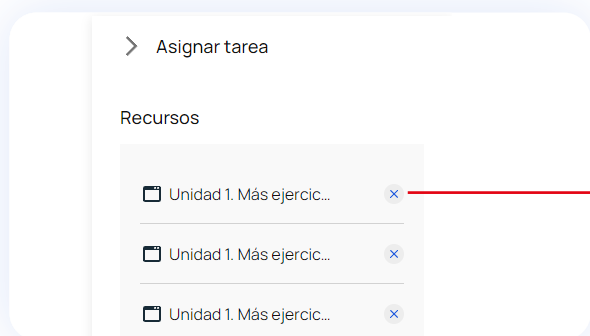 Asignar tarea
Recursos
Unidad 1. Más ejercic...
Unidad 1. Más ejercic...
Unidad 1. Más ejercic...